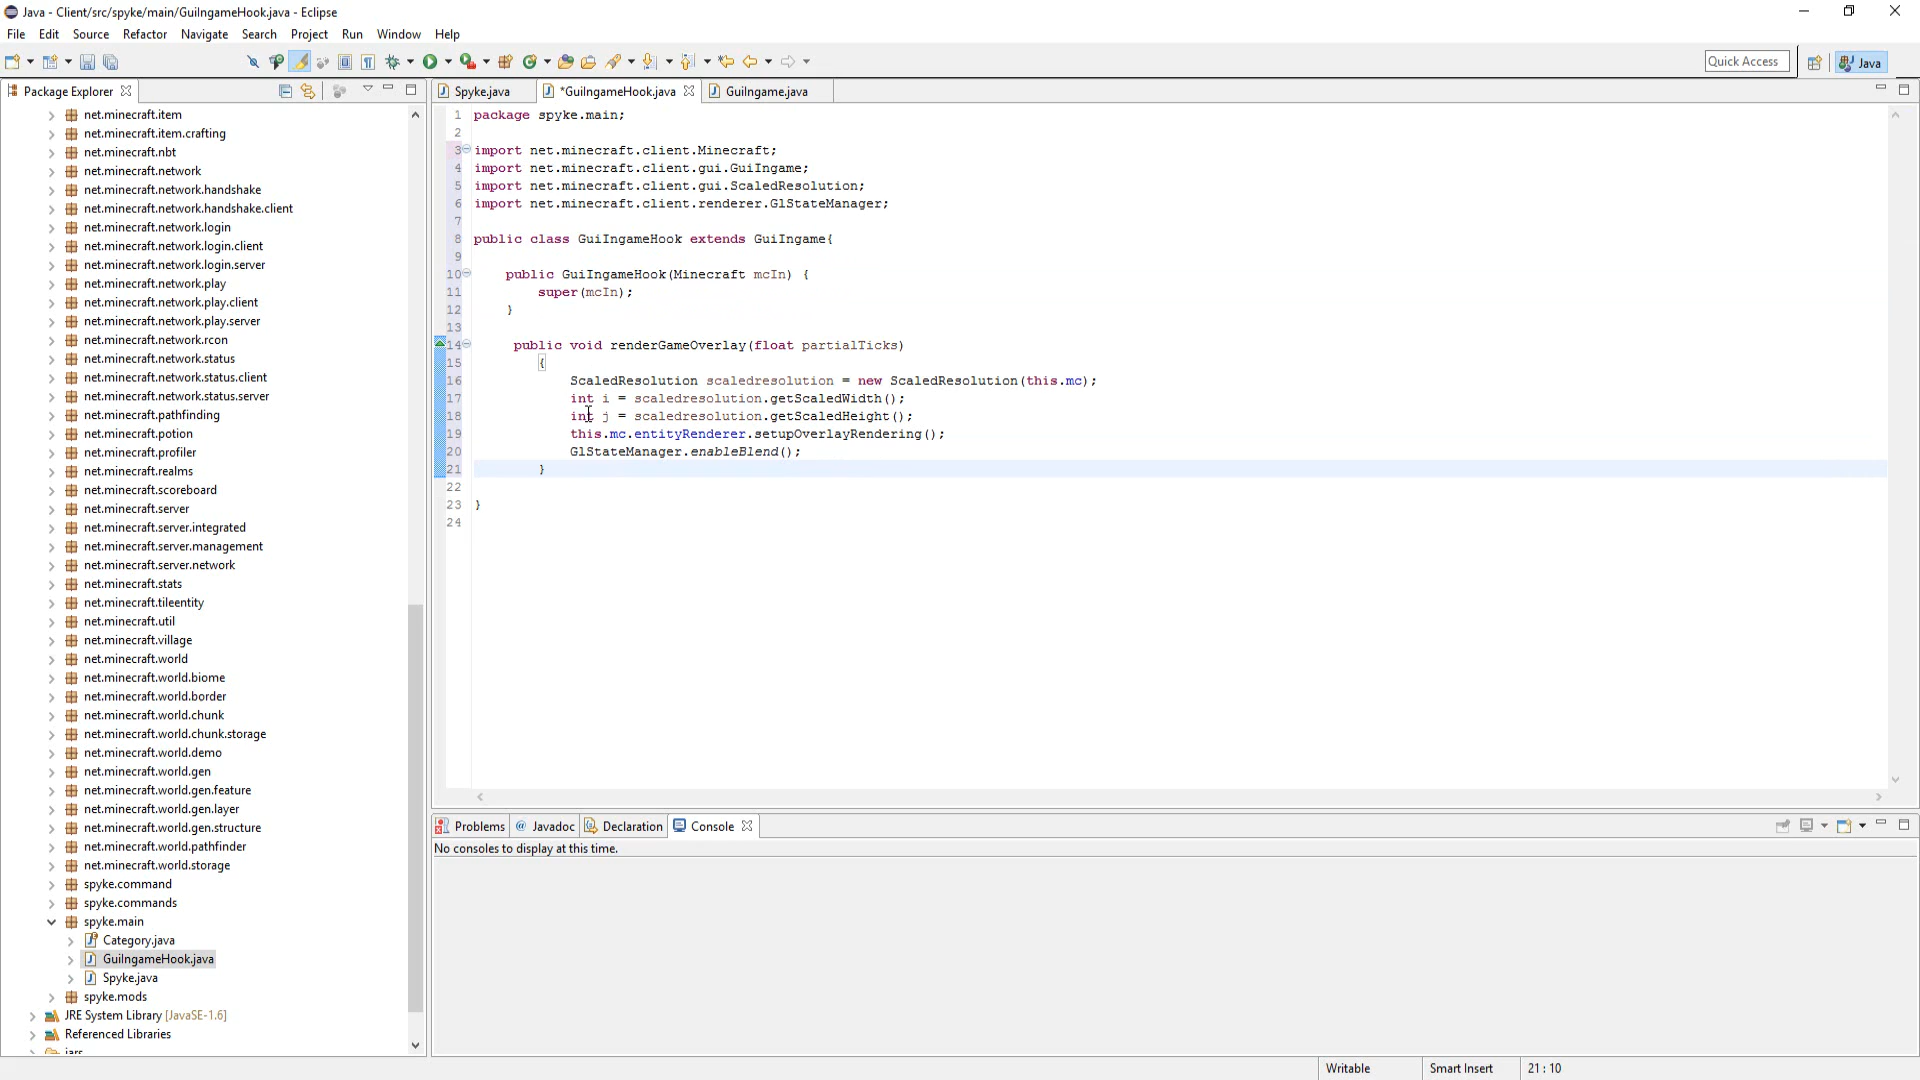 Java - Client/src/spyke/main/GuiIngameHook.java - Eclipse
File Edit Source Refactor Navigate Search Project Run Window Help
Quick Access
Java
Package Explorer
net.minecraft.item
net.minecraft.item.crafting
net.minecraft.nbt
net.minecraft.network
net.minecraft.network.handshake
net.minecraft.network.handshake.client
net.minecraft.network.login
net.minecraft.network.login.client
net.minecraft.network.login.server
net.minecraft.network.play
net.minecraft.network.play.client
net.minecraft.network.play.server
net.minecraft.network.rcon
net.minecraft.network.status
net.minecraft.network.status.client
net.minecraft.network.status.server
net.minecraft.pathfinding
net.minecraft.potion
net.minecraft.profiler
net.minecraft.realms
net.minecraft.scoreboard
net.minecraft.server
net.minecraft.server.integrated
net.minecraft.server.management
net.minecraft.server.network
net.minecraft.stats
net.minecraft.tileentity
net.minecraft.util
net.minecraft.village
net.minecraft.world
net.minecraft.world.biome
net.minecraft.world.border
net.minecraft.world.chunk
net.minecraft.world.chunk.storage
net.minecraft.world.demo
net.minecraft.world.gen
net.minecraft.world.gen.feature
net.minecraft.world.gen.layer
net.minecraft.world.gen.structure
net.minecraft.world.pathfinder
net.minecraft.world.storage
spyke.command
spyke.commands
spyke.main
Category.java
GuiIngameHook.java
Spyke.java
spyke.mods
JRE System Library [JavaSE-1.6]
Referenced Libraries
jars
Spyke.java *GuiIngameHook.java GuiIngame.java
1 package spyke.main;
2
3 import net.minecraft.client.Minecraft;
4 import net.minecraft.client.gui.GuiIngame;
5 import net.minecraft.client.gui.ScaledResolution;
6 import net.minecraft.client.renderer.GlStateManager;
7
8 public class GuiIngameHook extends GuiIngame{
9
10 public GuiIngameHook(Minecraft mcIn) {
11 super(mcIn);
12 }
13
14 public void renderGameOverlay(float partialTicks)
15 {
16 ScaledResolution scaledresolution = new ScaledResolution(this.mc);
17 int i = scaledresolution.getScaledWidth();
18 int j = scaledresolution.getScaledHeight();
19 this.mc.entityRenderer.setupOverlayRendering();
20 GlStateManager.enableBlend();
21 }
22
23 }
24
Problems @ Javadoc Declaration Console
No consoles to display at this time.
Writable Smart Insert 21 : 10